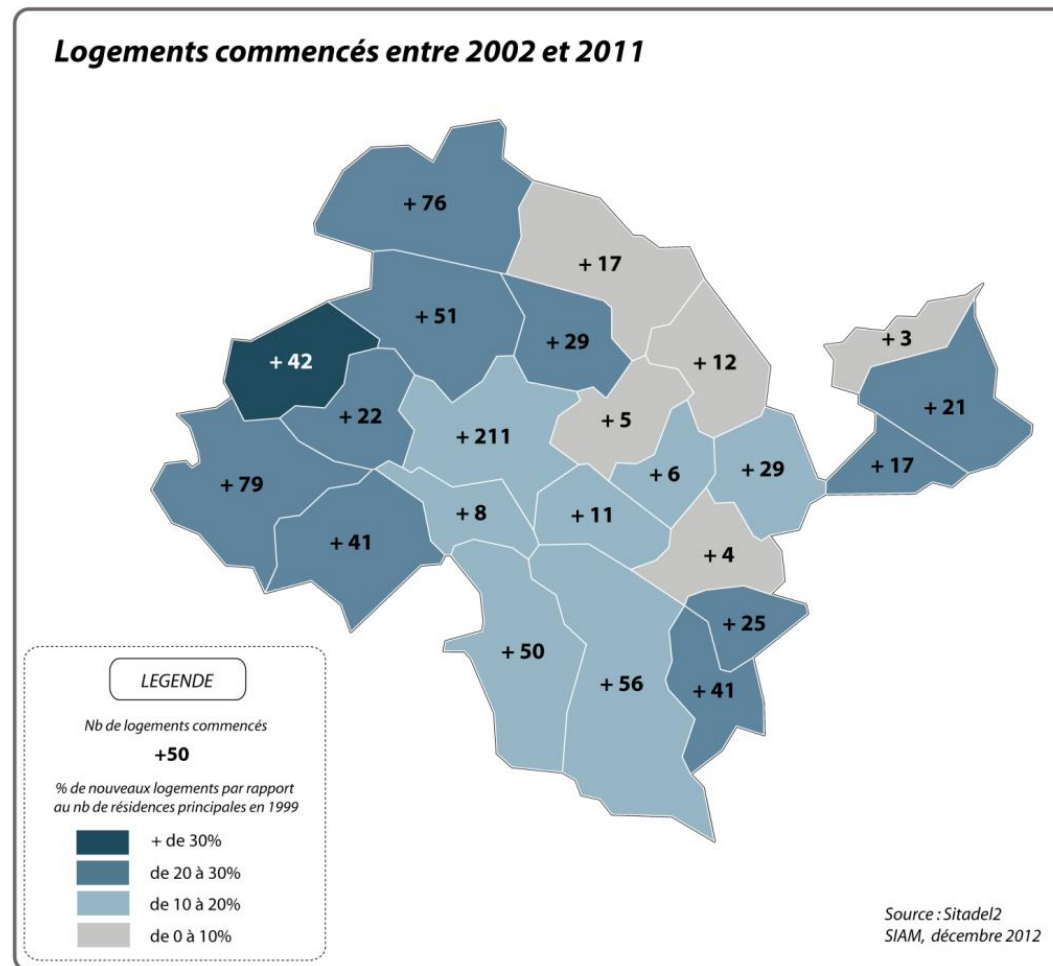 Logements commencés entre 2002 et 2011
+ 76
+ 17
+ 51
+ 29
+ 3
+ 42
+ 12
+ 21
+ 22
+ 211
+ 5
+ 17
+ 79
+ 6
+ 29
+ 8
+ 11
+ 41
+ 4
+ 25
+ 50
+ 56
+ 41
LEGENDE
Nb de logements commencés
+50
% de nouveaux logements par rapport
au nb de résidences principales en 1999
+ de 30%
de 20 à 30%
de 10 à 20%
de 0 à 10%
Source : Sitadel2
SIAM, décembre 2012